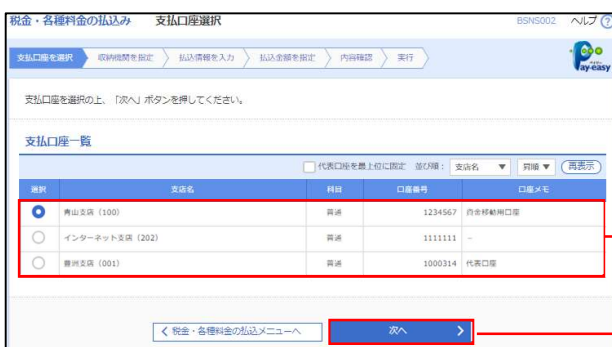 税金・各種料金の払込み 支払口座選択 BSNS002 ヘルプ ?
支払口座を選択 収納機関を指定 払込情報を入力 払込金額を指定 内容確認 実行
Pay-easy
支払口座を選択の上、「次へ」ボタンを押してください。
支払口座一覧
代表口座を最上位に固定 並び順： 支店名 ▼ 昇順 ▼ 再表示
選択 支店名 科目 口座番号 口座メモ
青山支店（100） 普通 1234567 資金移動用口座
インターネット支店（202） 普通 1111111 -
豊洲支店（001） 普通 1000314 代表口座
税金・各種料金の払込メニューへ 次へ